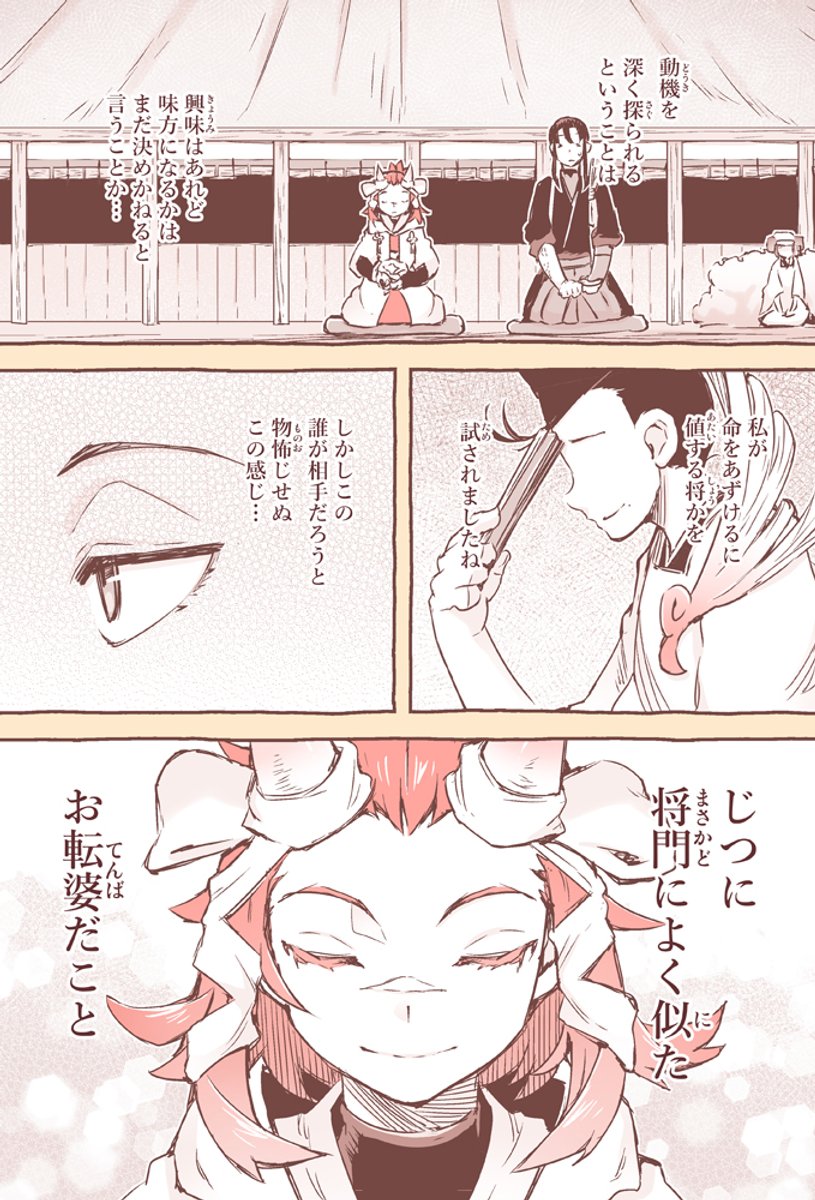 動機を
深く探られる
ということは
興味はあれど
味方になるかは
まだ決めかねると
言うことか…
私が
命をあずけるに
値する将かを
試されましたね
しかしこの
誰が相手だろうと
物怖じせぬ
この感じ…
じつに
将門によく似た
お転婆だこと